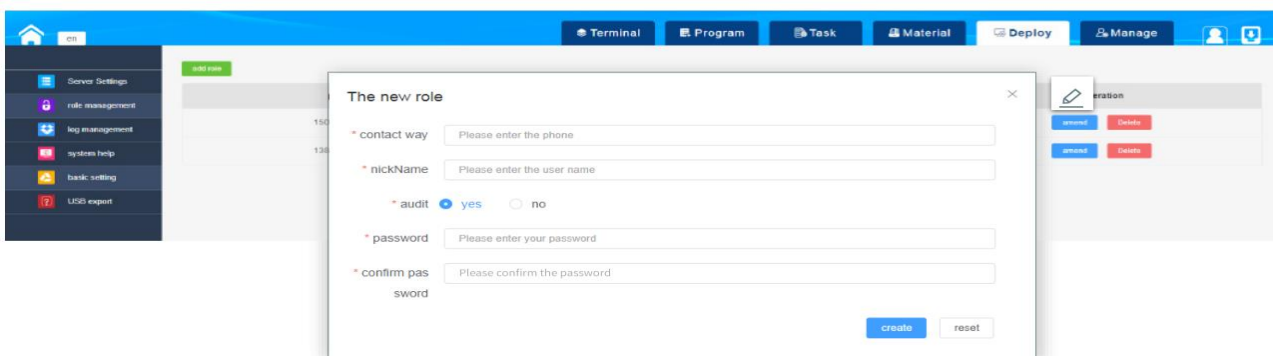 en
Terminal
Program
Task
Material
Deploy
Manage
add role
Server Settings
role management
log management
system help
basic setting
USB export
The new role
* contact way
Please enter the phone
* nickName
Please enter the user name
* audit
yes
no
* password
Please enter your password
* confirm pas
sword
Please confirm the password
create
reset
eration
150
amend
Delete
138
amend
Delete